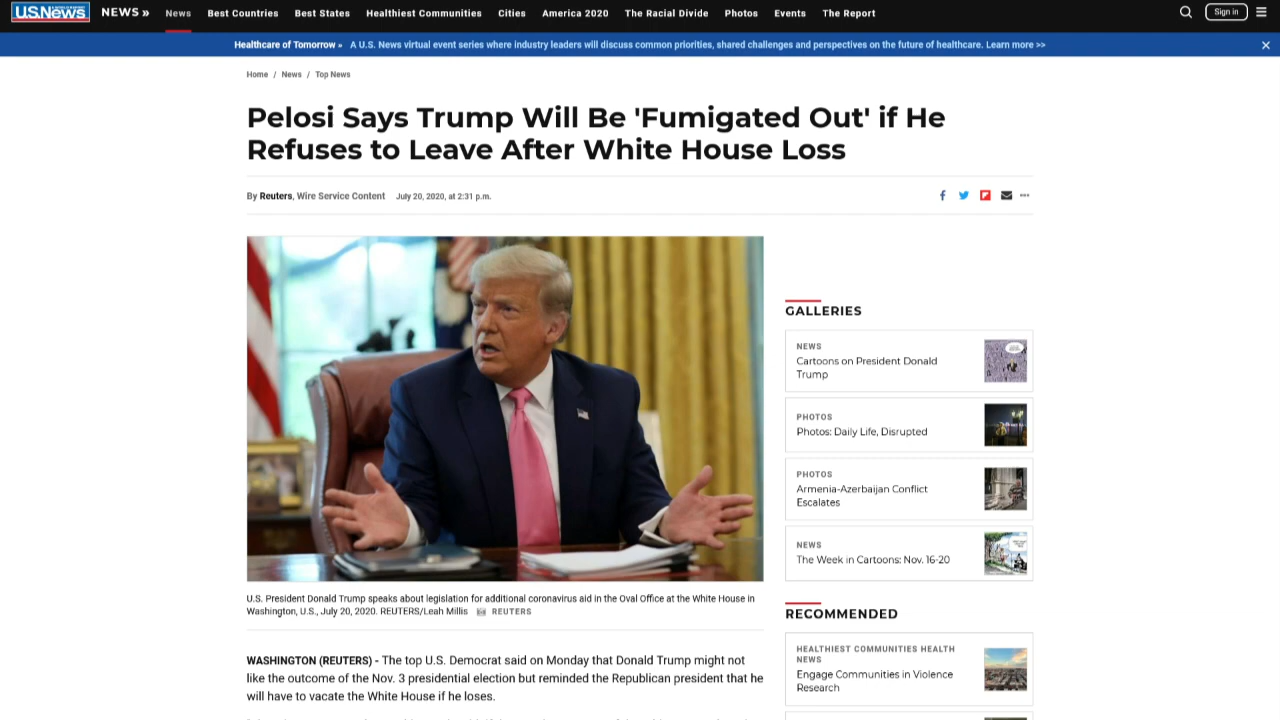 U.S.News
NEWS »
News
Best Countries
Best States
Healthiest Communities
Cities
America 2020
The Racial Divide
Photos
Events
The Report
Sign in
Healthcare of Tomorrow » A U.S. News virtual event series where industry leaders will discuss common priorities, shared challenges and perspectives on the future of healthcare. Learn more >>
Home / News / Top News
Pelosi Says Trump Will Be 'Fumigated Out' if He
Refuses to Leave After White House Loss
By Reuters, Wire Service Content July 20, 2020, at 2:31 p.m.
U.S. President Donald Trump speaks about legislation for additional coronavirus aid in the Oval Office at the White House in
Washington, U.S., July 20, 2020. REUTERS/Leah Millis REUTERS
WASHINGTON (REUTERS) - The top U.S. Democrat said on Monday that Donald Trump might not
like the outcome of the Nov. 3 presidential election but reminded the Republican president that he
will have to vacate the White House if he loses.
GALLERIES
NEWS
Cartoons on President Donald
Trump
PHOTOS
Photos: Daily Life, Disrupted
PHOTOS
Armenia-Azerbaijan Conflict
Escalates
NEWS
The Week in Cartoons: Nov. 16-20
RECOMMENDED
HEALTHIEST COMMUNITIES HEALTH
NEWS
Engage Communities in Violence
Research